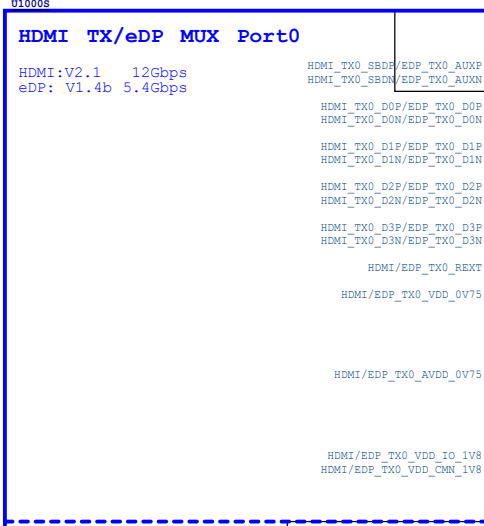 U1000S
HDMI TX/eDP MUX Port0
HDMI:V2.1 12Gbps
eDP: V1.4b 5.4Gbps
HDMI_TX0_SBDP/EDP_TX0_AUXP
HDMI_TX0_SBDN/EDP_TX0_AUXN
HDMI_TX0_D0P/EDP_TX0_D0P
HDMI_TX0_D0N/EDP_TX0_D0N
HDMI_TX0_D1P/EDP_TX0_D1P
HDMI_TX0_D1N/EDP_TX0_D1N
HDMI_TX0_D2P/EDP_TX0_D2P
HDMI_TX0_D2N/EDP_TX0_D2N
HDMI_TX0_D3P/EDP_TX0_D3P
HDMI_TX0_D3N/EDP_TX0_D3N
HDMI/EDP_TX0_REXT
HDMI/EDP_TX0_VDD_0V75
HDMI/EDP_TX0_AVDD_0V75
HDMI/EDP_TX0_VDD_IO_1V8
HDMI/EDP_TX0_VDD_CMN_1V8